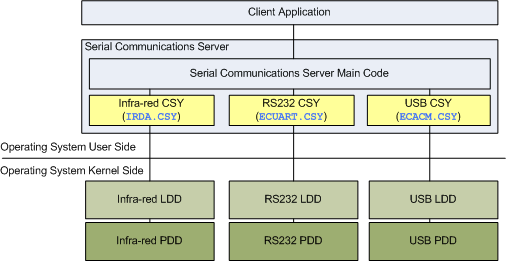 Client Application
Serial Communications Server
Serial Communications Server Main Code
Infra-red CSY
(IRDA.CSY)
RS232 CSY
(ECUART.CSY)
USB CSY
(ECACM.CSY)
Operating System User Side
Operating System Kernel Side
Infra-red LDD
RS232 LDD
USB LDD
Infra-red PDD
RS232 PDD
USB PDD